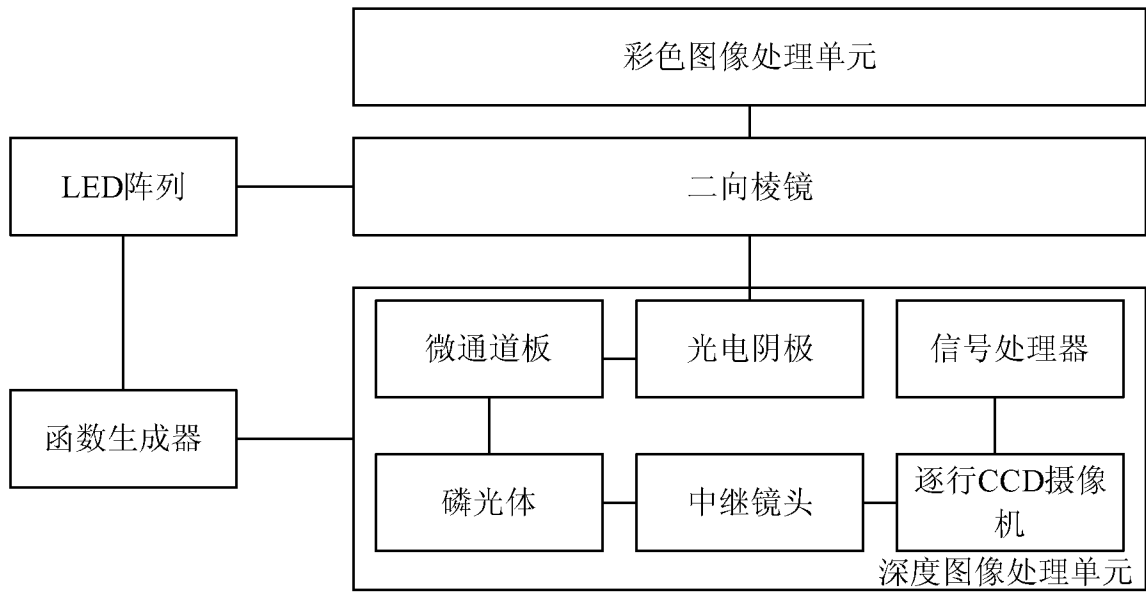 彩色图像处理单元
LED阵列
二向棱镜
微通道板
光电阴极
信号处理器
函数生成器
磷光体
中继镜头
逐行CCD摄像
机
深度图像处理单元